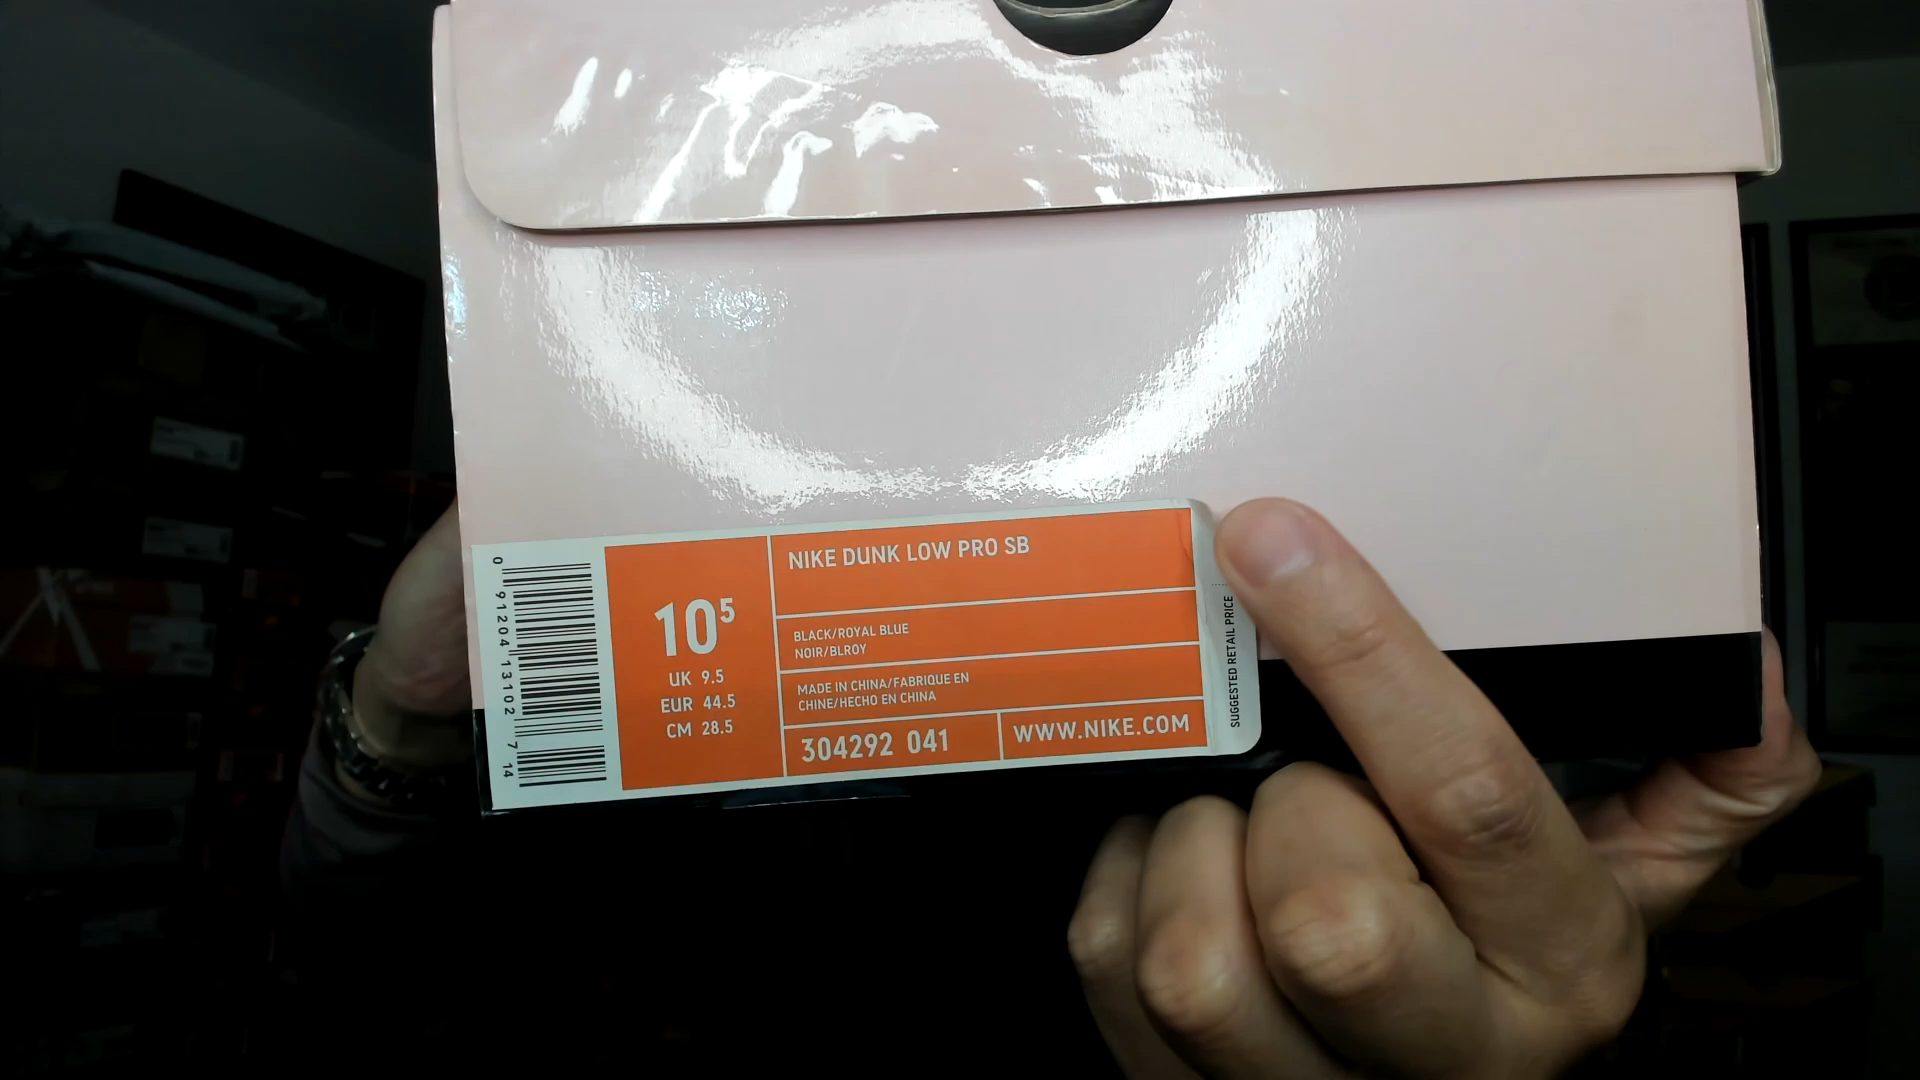 NIKE DUNK LOW PRO SB
10⁵
UK 9.5
EUR 44.5
CM 28.5
BLACK/ROYAL BLUE
NOIR/BLROY
MADE IN CHINA/FABRIQUE EN
CHINE/HECHO EN CHINA
304292 041
WWW.NIKE.COM
SUGGESTED RETAIL PRICE
0 91204 13102 7 14